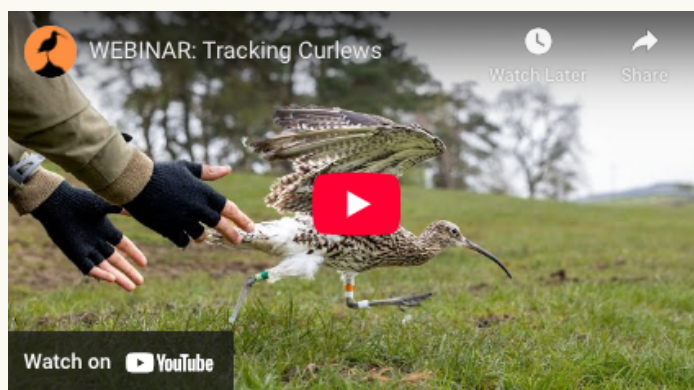 WEBINAR: Tracking Curlews
Watch Later
Share
Watch on YouTube